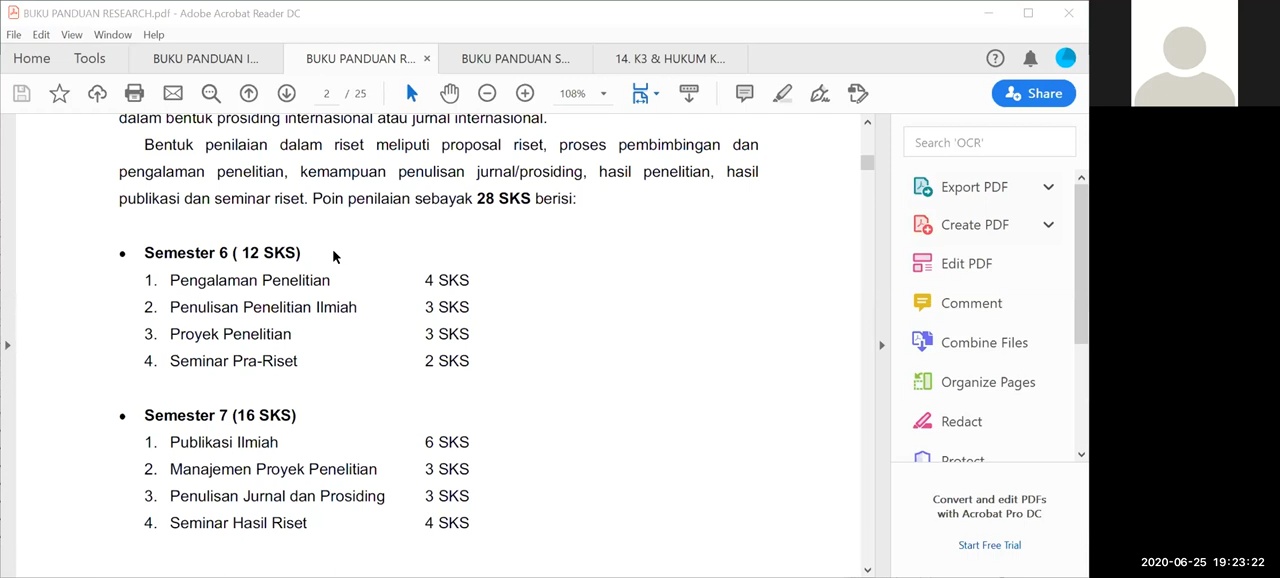 BUKU PANDUAN RESEARCH.pdf - Adobe Acrobat Reader DC
File Edit View Window Help
Home Tools BUKU PANDUAN I... BUKU PANDUAN R... × BUKU PANDUAN S... 14. K3 & HUKUM K...
2 / 25 108% Share
dalam bentuk prosiding internasional atau jurnal internasional.
Bentuk penilaian dalam riset meliputi proposal riset, proses pembimbingan dan
pengalaman penelitian, kemampuan penulisan jurnal/prosiding, hasil penelitian, hasil
publikasi dan seminar riset. Poin penilaian sebayak 28 SKS berisi:
• Semester 6 ( 12 SKS)
1. Pengalaman Penelitian 4 SKS
2. Penulisan Penelitian Ilmiah 3 SKS
3. Proyek Penelitian 3 SKS
4. Seminar Pra-Riset 2 SKS
• Semester 7 (16 SKS)
1. Publikasi Ilmiah 6 SKS
2. Manajemen Proyek Penelitian 3 SKS
3. Penulisan Jurnal dan Prosiding 3 SKS
4. Seminar Hasil Riset 4 SKS
Search 'OCR'
Export PDF
Create PDF
Edit PDF
Comment
Combine Files
Organize Pages
Redact
Protect
Convert and edit PDFs
with Acrobat Pro DC
Start Free Trial
2020-06-25 19:23:22